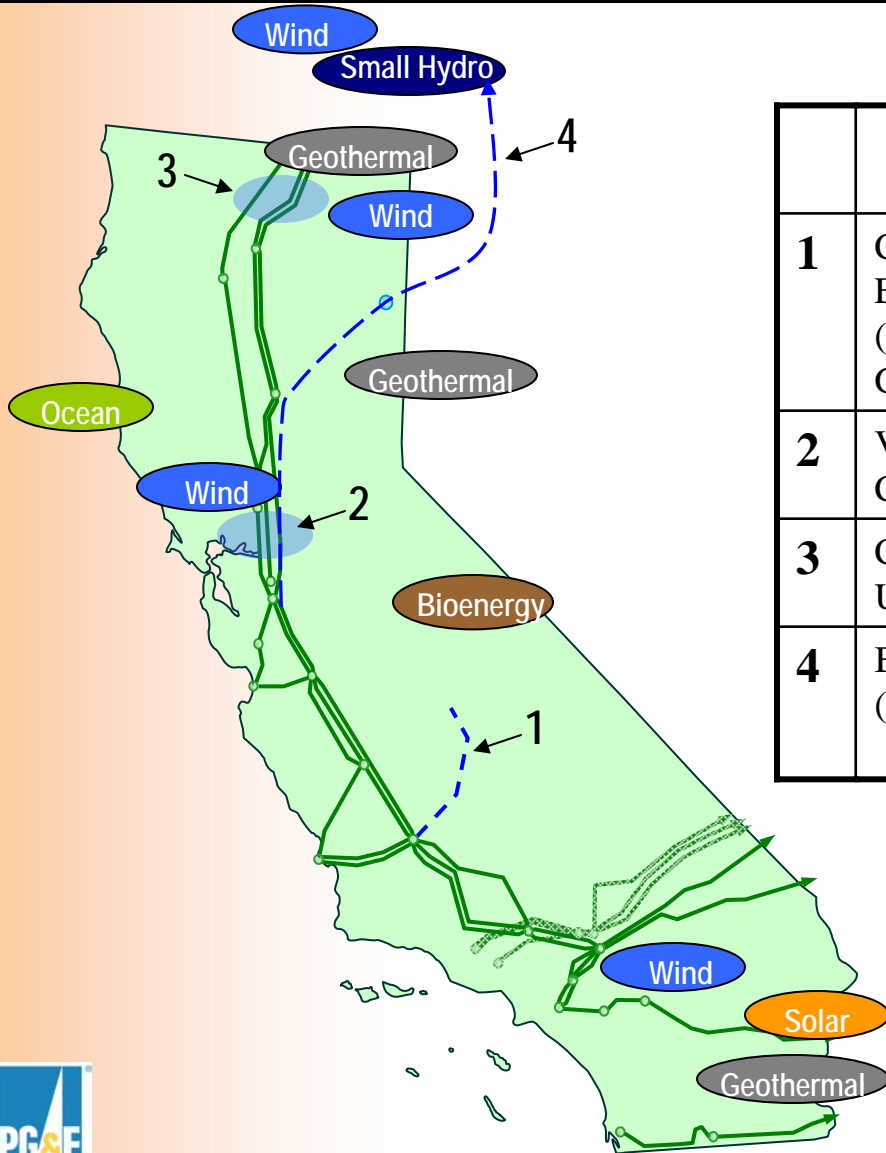 Wind
Small Hydro
4
Geothermal
3
Wind
Geothermal
Ocean
Wind
2
Bioenergy
1
Wind
Solar
Geothermal
PG&E
1
2
3
4